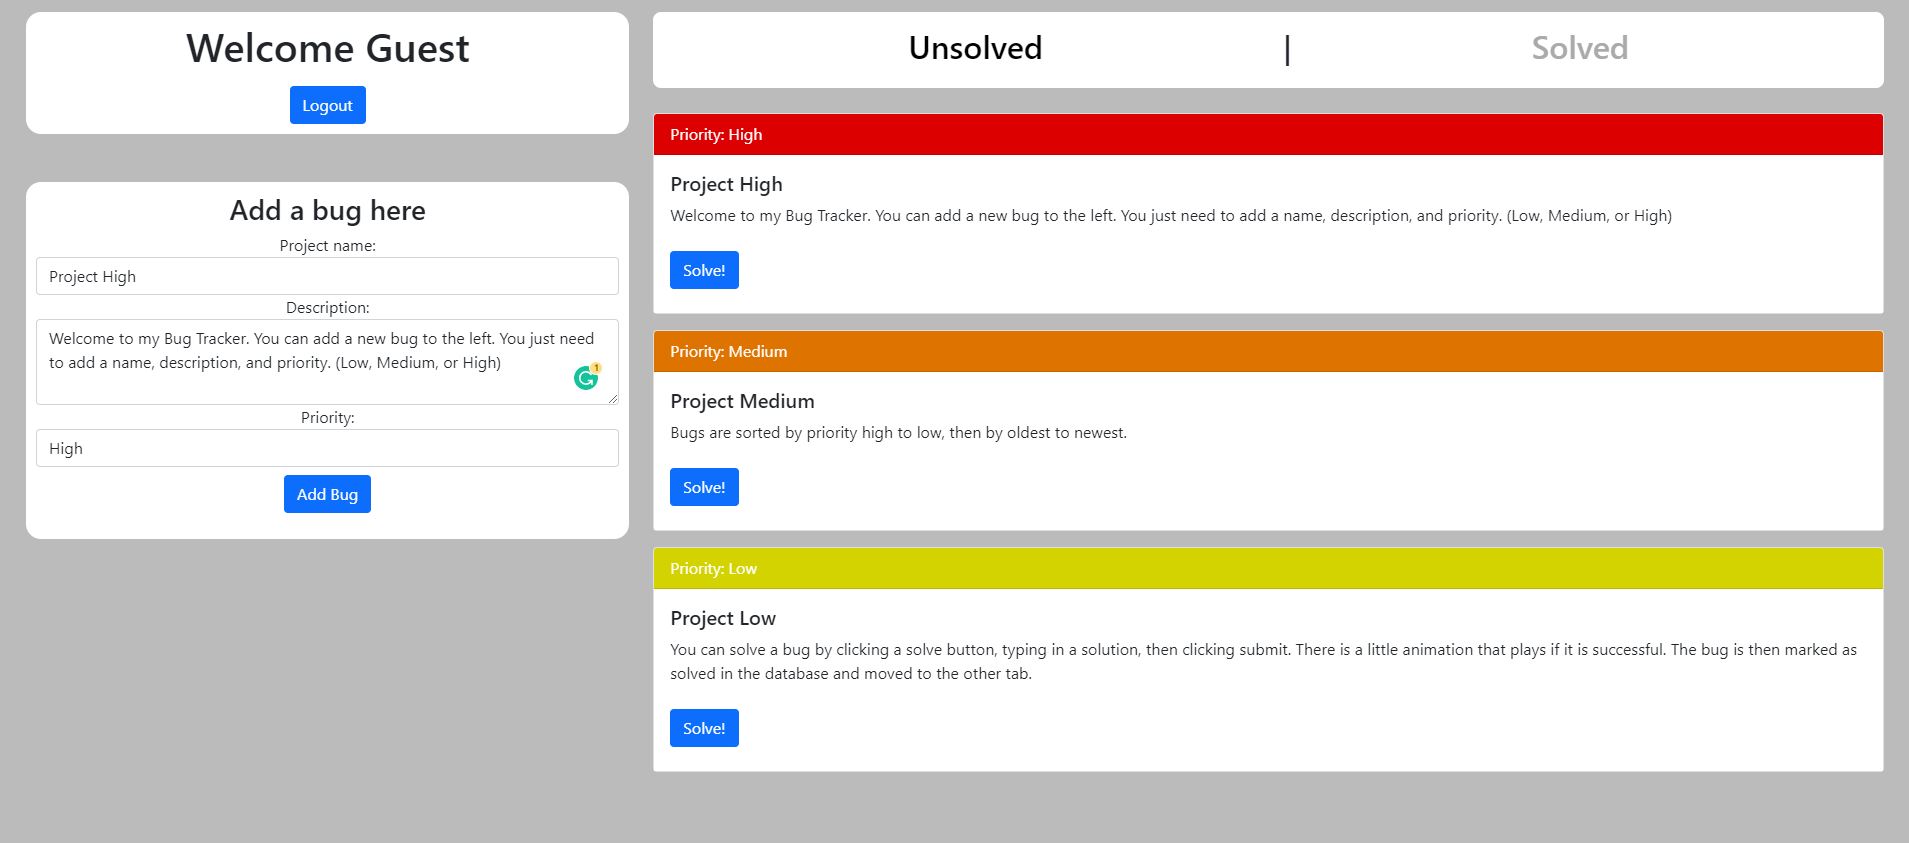 Welcome Guest
Logout
Add a bug here
Project name:
Project High
Description:
Welcome to my Bug Tracker. You can add a new bug to the left. You just need
to add a name, description, and priority. (Low, Medium, or High)
1
Priority:
High
Add Bug
Unsolved | Solved
Priority: High
Project High
Welcome to my Bug Tracker. You can add a new bug to the left. You just need to add a name, description, and priority. (Low, Medium, or High)
Solve!
Priority: Medium
Project Medium
Bugs are sorted by priority high to low, then by oldest to newest.
Solve!
Priority: Low
Project Low
You can solve a bug by clicking a solve button, typing in a solution, then clicking submit. There is a little animation that plays if it is successful. The bug is then marked as
solved in the database and moved to the other tab.
Solve!